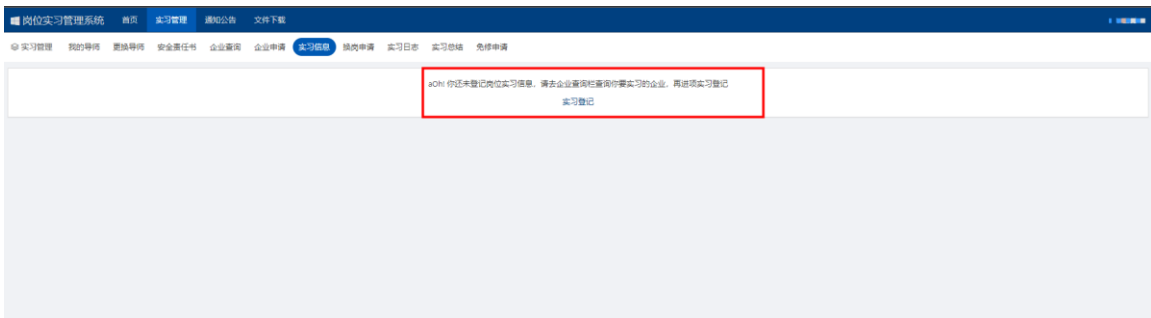 岗位实习管理系统 首页 实习管理 通知公告 文件下载
实习管理 我的导师 更换导师 安全责任书 企业查询 企业申请 实习信息 换岗申请 实习日志 实习总结 免修申请
aOh! 你还未登记岗位实习信息，请去企业查询栏查询你要实习的企业，再进项实习登记
实习登记